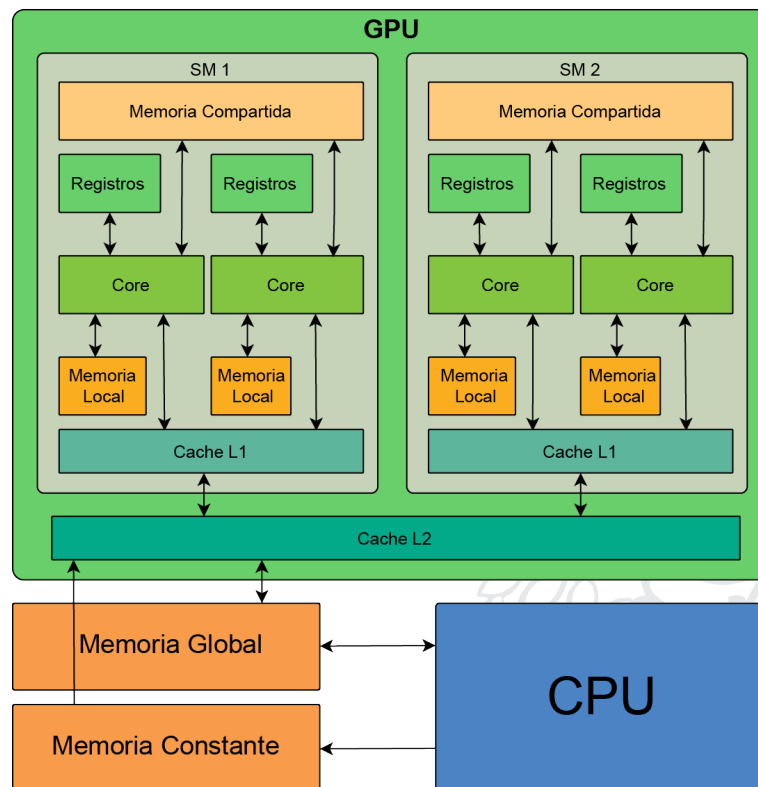 GPU
SM 1
Memoria Compartida
Registros
Registros
Core
Core
Memoria
Local
Memoria
Local
Cache L1
SM 2
Memoria Compartida
Registros
Registros
Core
Core
Memoria
Local
Memoria
Local
Cache L1
Cache L2
Memoria Global
Memoria Constante
CPU